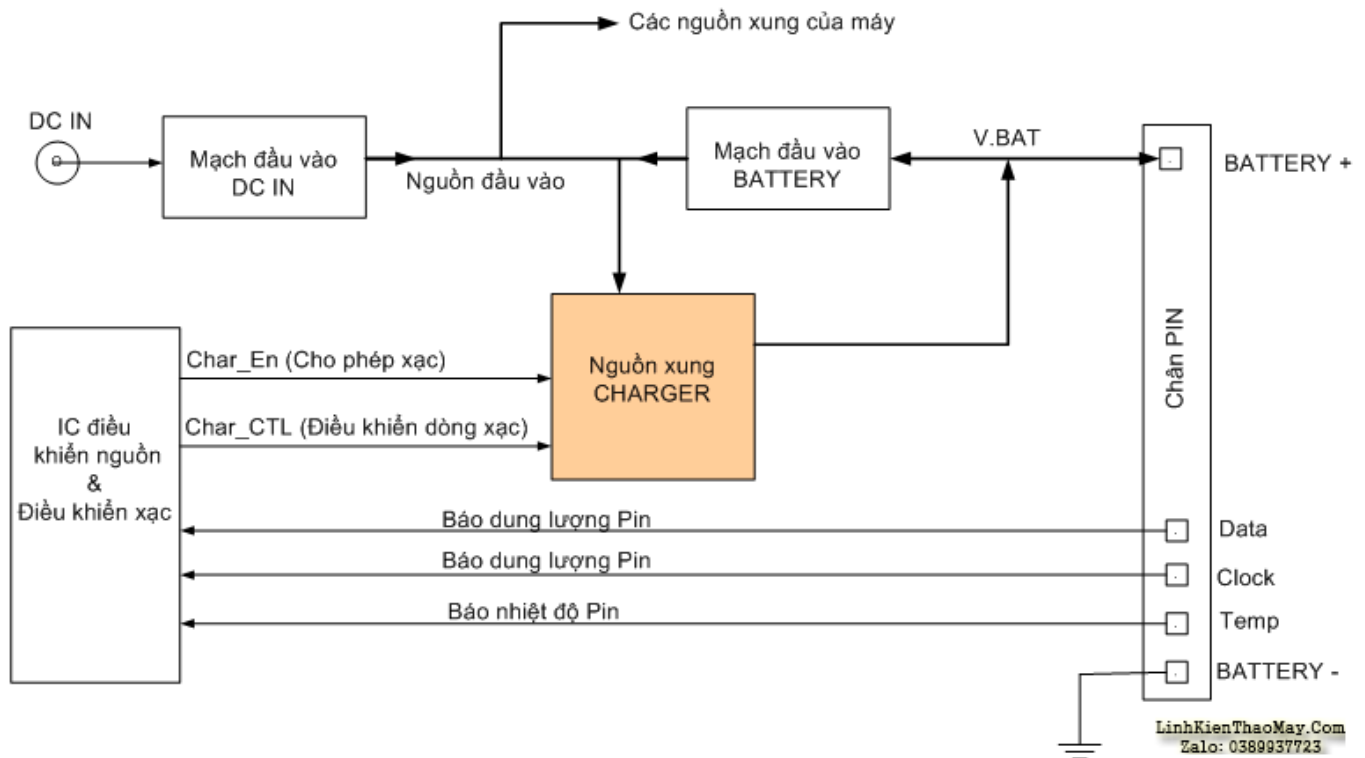 Các nguồn xung của máy
DC IN
Mạch đầu vào
DC IN
Nguồn đầu vào
Mạch đầu vào
BATTERY
V.BAT
BATTERY +
Chân PIN
Nguồn xung
CHARGER
Char_En (Cho phép xạc)
Char_CTL (Điều khiển dòng xạc)
IC điều
khiển nguồn
&
Điều khiển xạc
Báo dung lượng Pin
Data
Báo dung lượng Pin
Clock
Báo nhiệt độ Pin
Temp
BATTERY -
LinhKienThaoMay.Com
Zalo: 0389937723